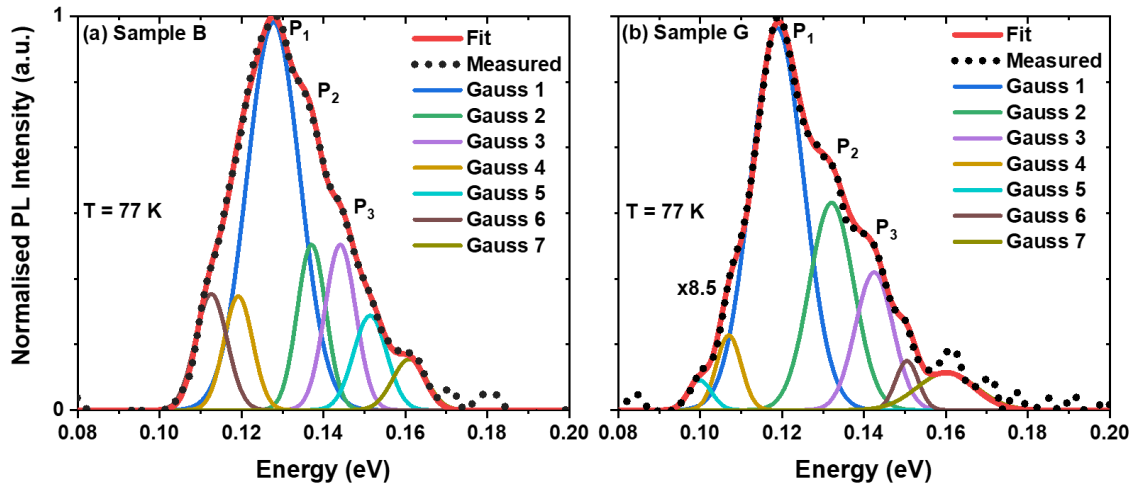 (a) Sample B
P1
P2
P3
Fit
Measured
Gauss 1
Gauss 2
Gauss 3
Gauss 4
Gauss 5
Gauss 6
Gauss 7
T = 77 K
1
0
Normalised PL Intensity (a.u.)
0.08 0.10 0.12 0.14 0.16 0.18 0.20
Energy (eV)
(b) Sample G
P1
P2
P3
Fit
Measured
Gauss 1
Gauss 2
Gauss 3
Gauss 4
Gauss 5
Gauss 6
Gauss 7
T = 77 K
x8.5
0.08 0.10 0.12 0.14 0.16 0.18 0.20
Energy (eV)